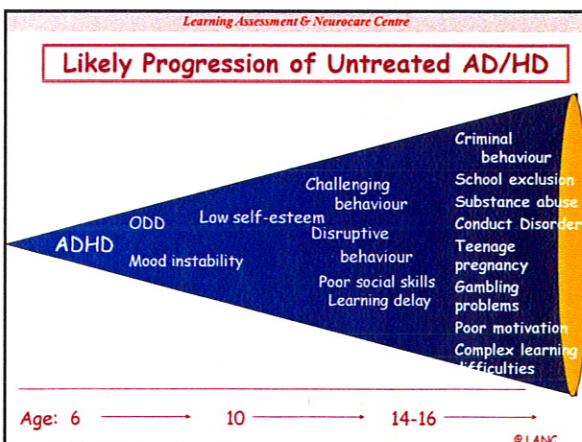 Learning Assessment & Neurocare Centre
Likely Progression of Untreated AD/HD
ADHD
ODD
Mood instability
Low self-esteem
Challenging
behaviour
Disruptive
behaviour
Poor social skills
Learning delay
Criminal
behaviour
School exclusion
Substance abuse
Conduct Disorder
Teenage
pregnancy
Gambling
problems
Poor motivation
Complex learning
difficulties
Age: 6 10 14-16
© LANC